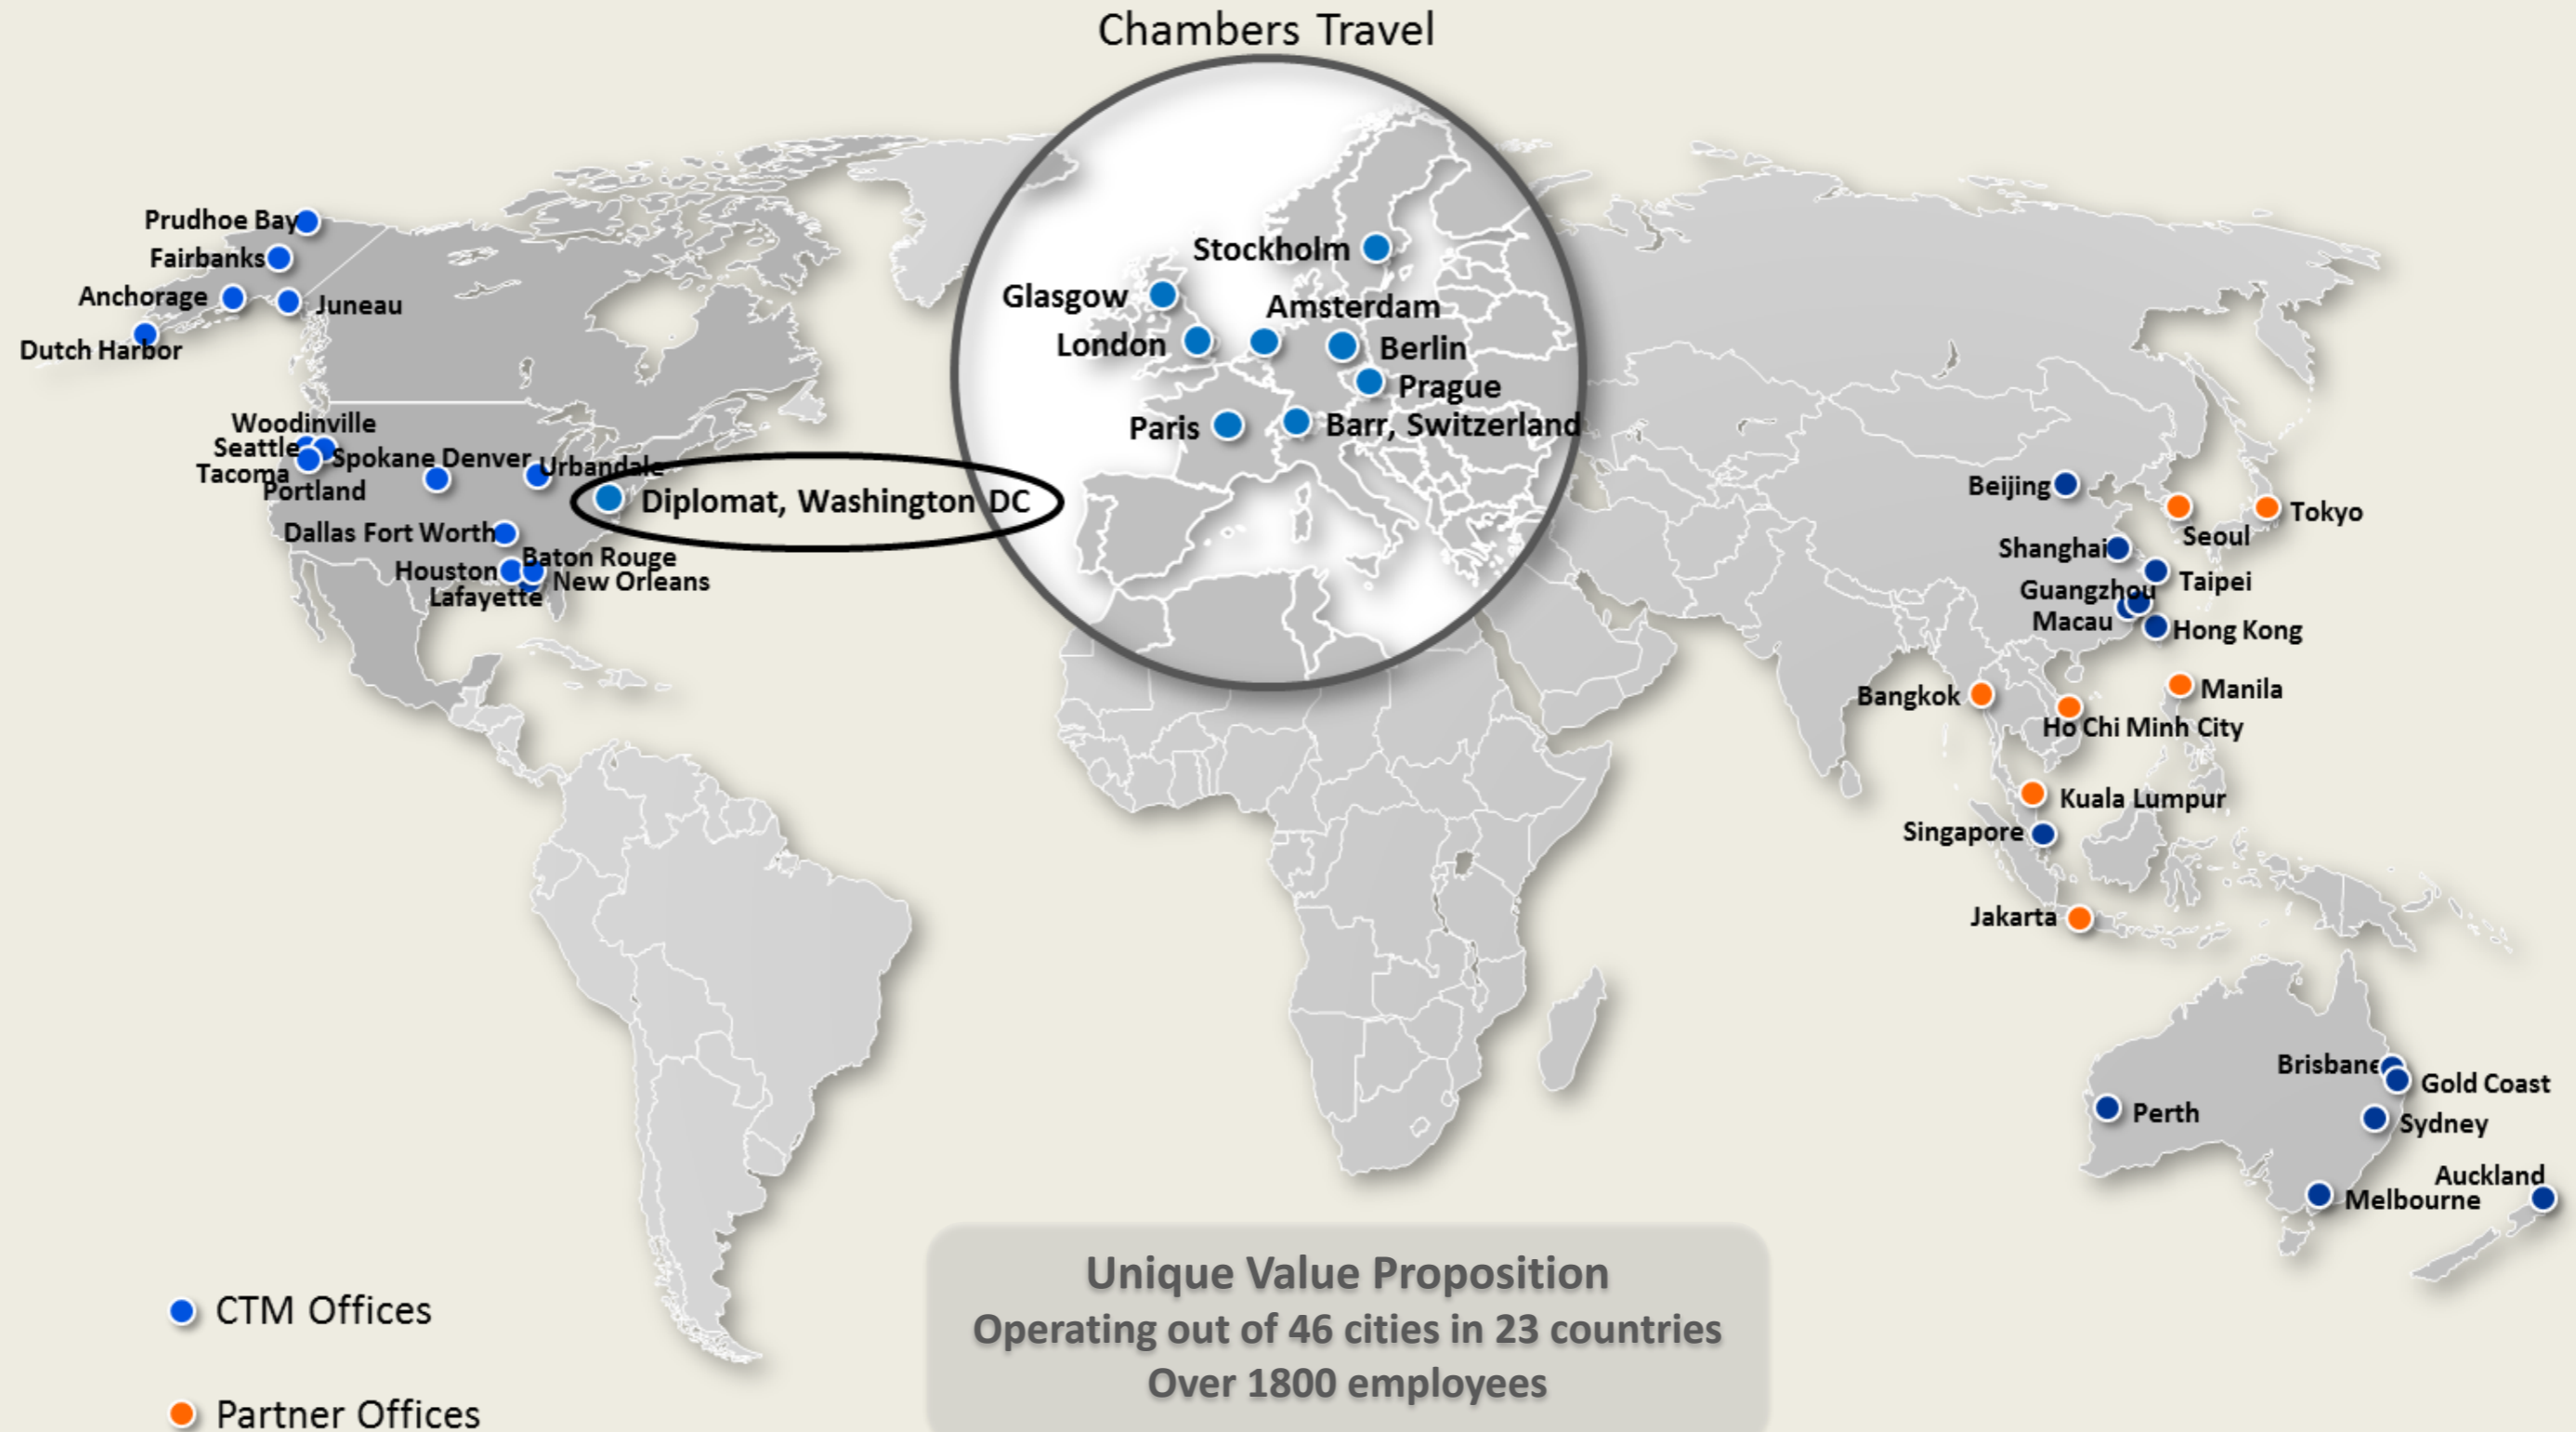 Chambers Travel
Prudhoe Bay
Fairbanks
Anchorage
Juneau
Dutch Harbor
Stockholm
Glasgow
Amsterdam
London
Berlin
Prague
Paris
Barr, Switzerland
Woodinville
Seattle
Spokane
Denver
Urbandale
Tacoma
Portland
Diplomat, Washington DC
Dallas Fort Worth
Baton Rouge
Houston
New Orleans
Lafayette
Beijing
Tokyo
Seoul
Shanghai
Taipei
Guangzhou
Macau
Hong Kong
Bangkok
Manila
Ho Chi Minh City
Kuala Lumpur
Singapore
Jakarta
Brisbane
Gold Coast
Perth
Sydney
Auckland
Melbourne
Unique Value Proposition
Operating out of 46 cities in 23 countries
Over 1800 employees
CTM Offices
Partner Offices